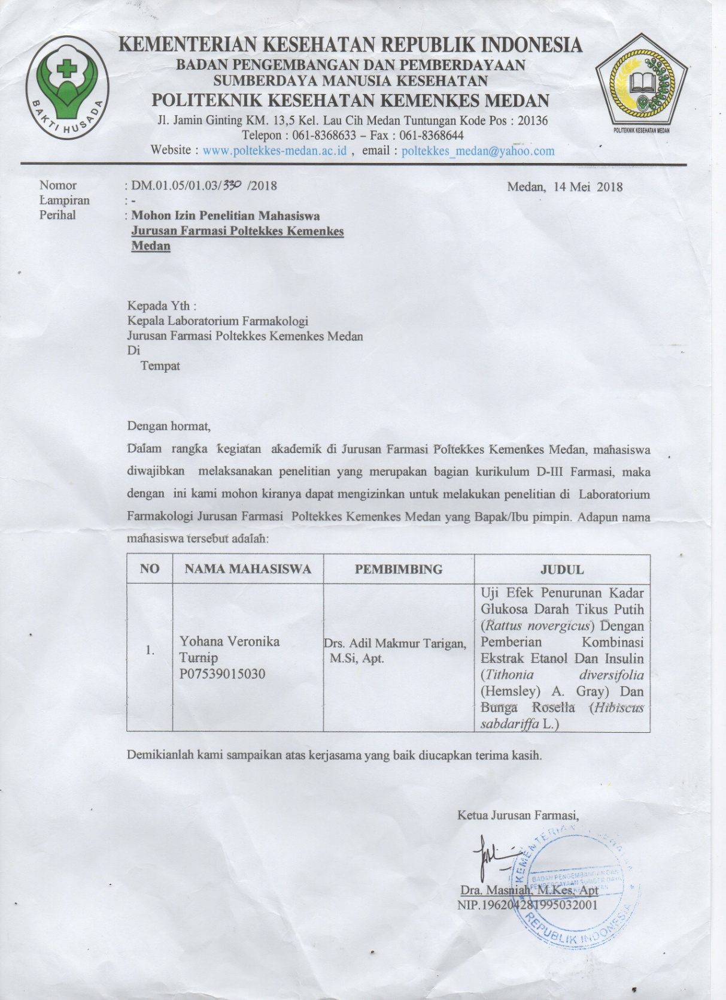 KEMENTERIAN KESEHATAN REPUBLIK INDONESIA
BADAN PENGEMBANGAN DAN PEMBERDAYAAN
SUMBERDAYA MANUSIA KESEHATAN
POLITEKNIK KESEHATAN KEMENKES MEDAN
Jl. Jamin Ginting KM. 13,5 Kel. Lau Cih Medan Tuntungan Kode Pos : 20136
Telepon : 061-8368633 – Fax : 061-8368644
Website : www.poltekkes-medan.ac.id , email : poltekkes_medan@yahoo.com
BAKTI HUSADA
POLITEKNIK KESEHATAN MEDAN
Nomor : DM.01.05/01.03/330 /2018 Medan, 14 Mei 2018
Lampiran : -
Perihal : Mohon Izin Penelitian Mahasiswa
Jurusan Farmasi Poltekkes Kemenkes
Medan
Kepada Yth :
Kepala Laboratorium Farmakologi
Jurusan Farmasi Poltekkes Kemenkes Medan
Di
Tempat
Dengan hormat,
Dalam rangka kegiatan akademik di Jurusan Farmasi Poltekkes Kemenkes Medan, mahasiswa
diwajibkan melaksanakan penelitian yang merupakan bagian kurikulum D-III Farmasi, maka
dengan ini kami mohon kiranya dapat mengizinkan untuk melakukan penelitian di Laboratorium
Farmakologi Jurusan Farmasi Poltekkes Kemenkes Medan yang Bapak/Ibu pimpin. Adapun nama
mahasiswa tersebut adalah:
NO NAMA MAHASISWA PEMBIMBING JUDUL
1.
Yohana Veronika
Turnip
P07539015030
Drs. Adil Makmur Tarigan,
M.Si, Apt.
Uji Efek Penurunan Kadar
Glukosa Darah Tikus Putih
(Rattus novergicus) Dengan
Pemberian Kombinasi
Ekstrak Etanol Dan Insulin
(Tithonia diversifolia
(Hemsley) A. Gray) Dan
Bunga Rosella (Hibiscus
sabdariffa L.)
Demikianlah kami sampaikan atas kerjasama yang baik diucapkan terima kasih.
Ketua Jurusan Farmasi,
KEMENTERIAN
BADAN PENGEMBANGAN DAN
PEMBERDAYAAN SUMBER DAYA
REPUBLIK INDONESIA
Dra. Masniah, M.Kes, Apt
NIP.196204281995032001